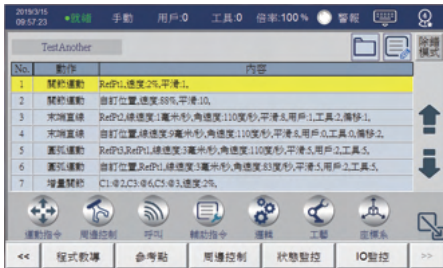 2019/3/15
09:57:23
就緒 手動 用戶:0 工具:0 倍率:100% 警報
TestAnother
除錯
模式
No. 動作 內容
1 關節運動 RefPt1,速度:2%,平滑:1,
2 關節運動 自訂位置,速度:88%,平滑:10,
3 末端直線 RefPt2,線速度:1毫米/秒,角速度:110度/秒,平滑:8,用戶:1,工具:2,偏移:1,
4 末端直線 自訂位置,線速度:9毫米/秒,角速度:110度/秒,平滑:8,用戶:0,工具:0,偏移:2,
5 圓弧運動 RefPt3,RefPt1,線速度:1毫米/秒,角速度:110度/秒,平滑:5,用戶:2,工具:5,
6 圓弧運動 自訂位置,RefPt1,線速度:3毫米/秒,角速度:83度/秒,平滑:5,用戶:2,工具:5,
7 增量關節 C1:@2,C3:@6,C5:@3,速度:2%,
運動指令 周邊控制 呼叫 輔助指令 邏輯 工藝 座標系
<< 程式教導 參考點 周邊控制 狀態監控 IO監控 >>